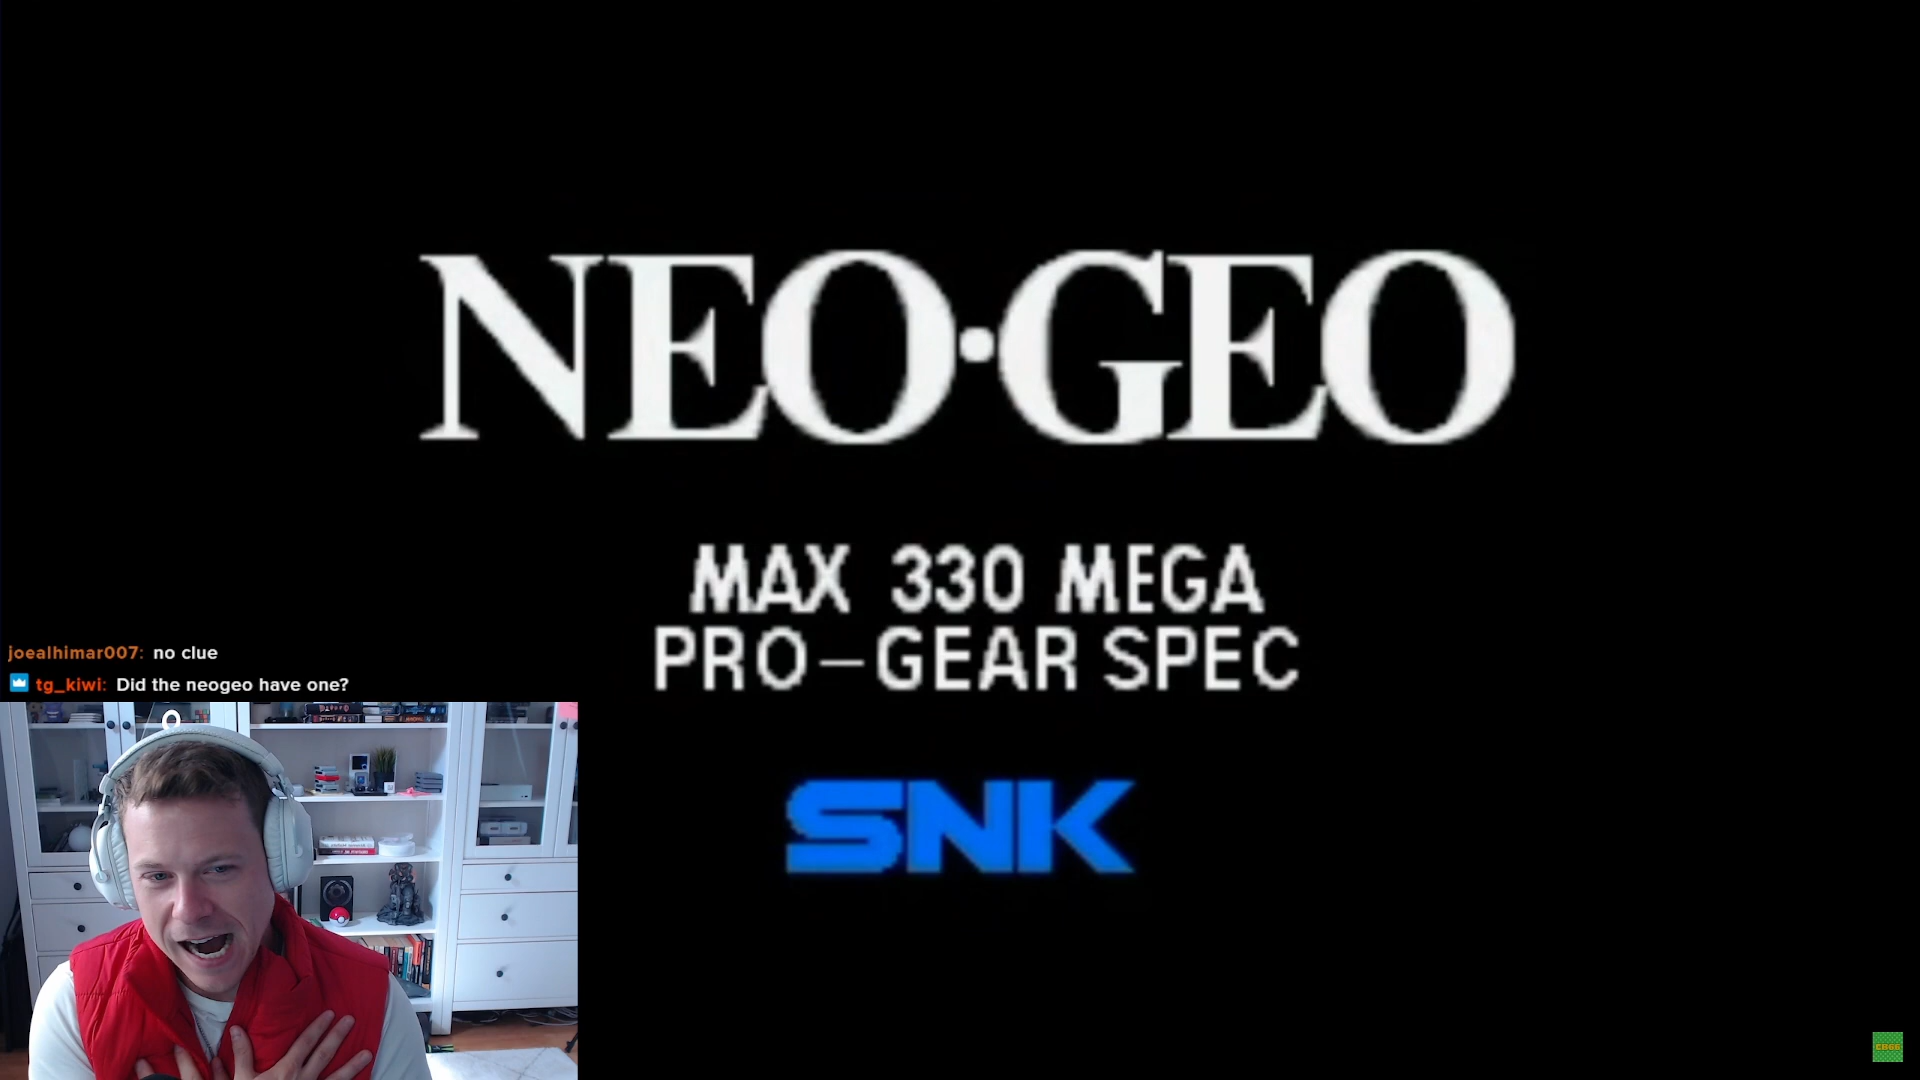 NEO·GEO
MAX 330 MEGA
PRO-GEAR SPEC
SNK
joealhimar007: no clue
tg_kiwi: Did the neogeo have one?